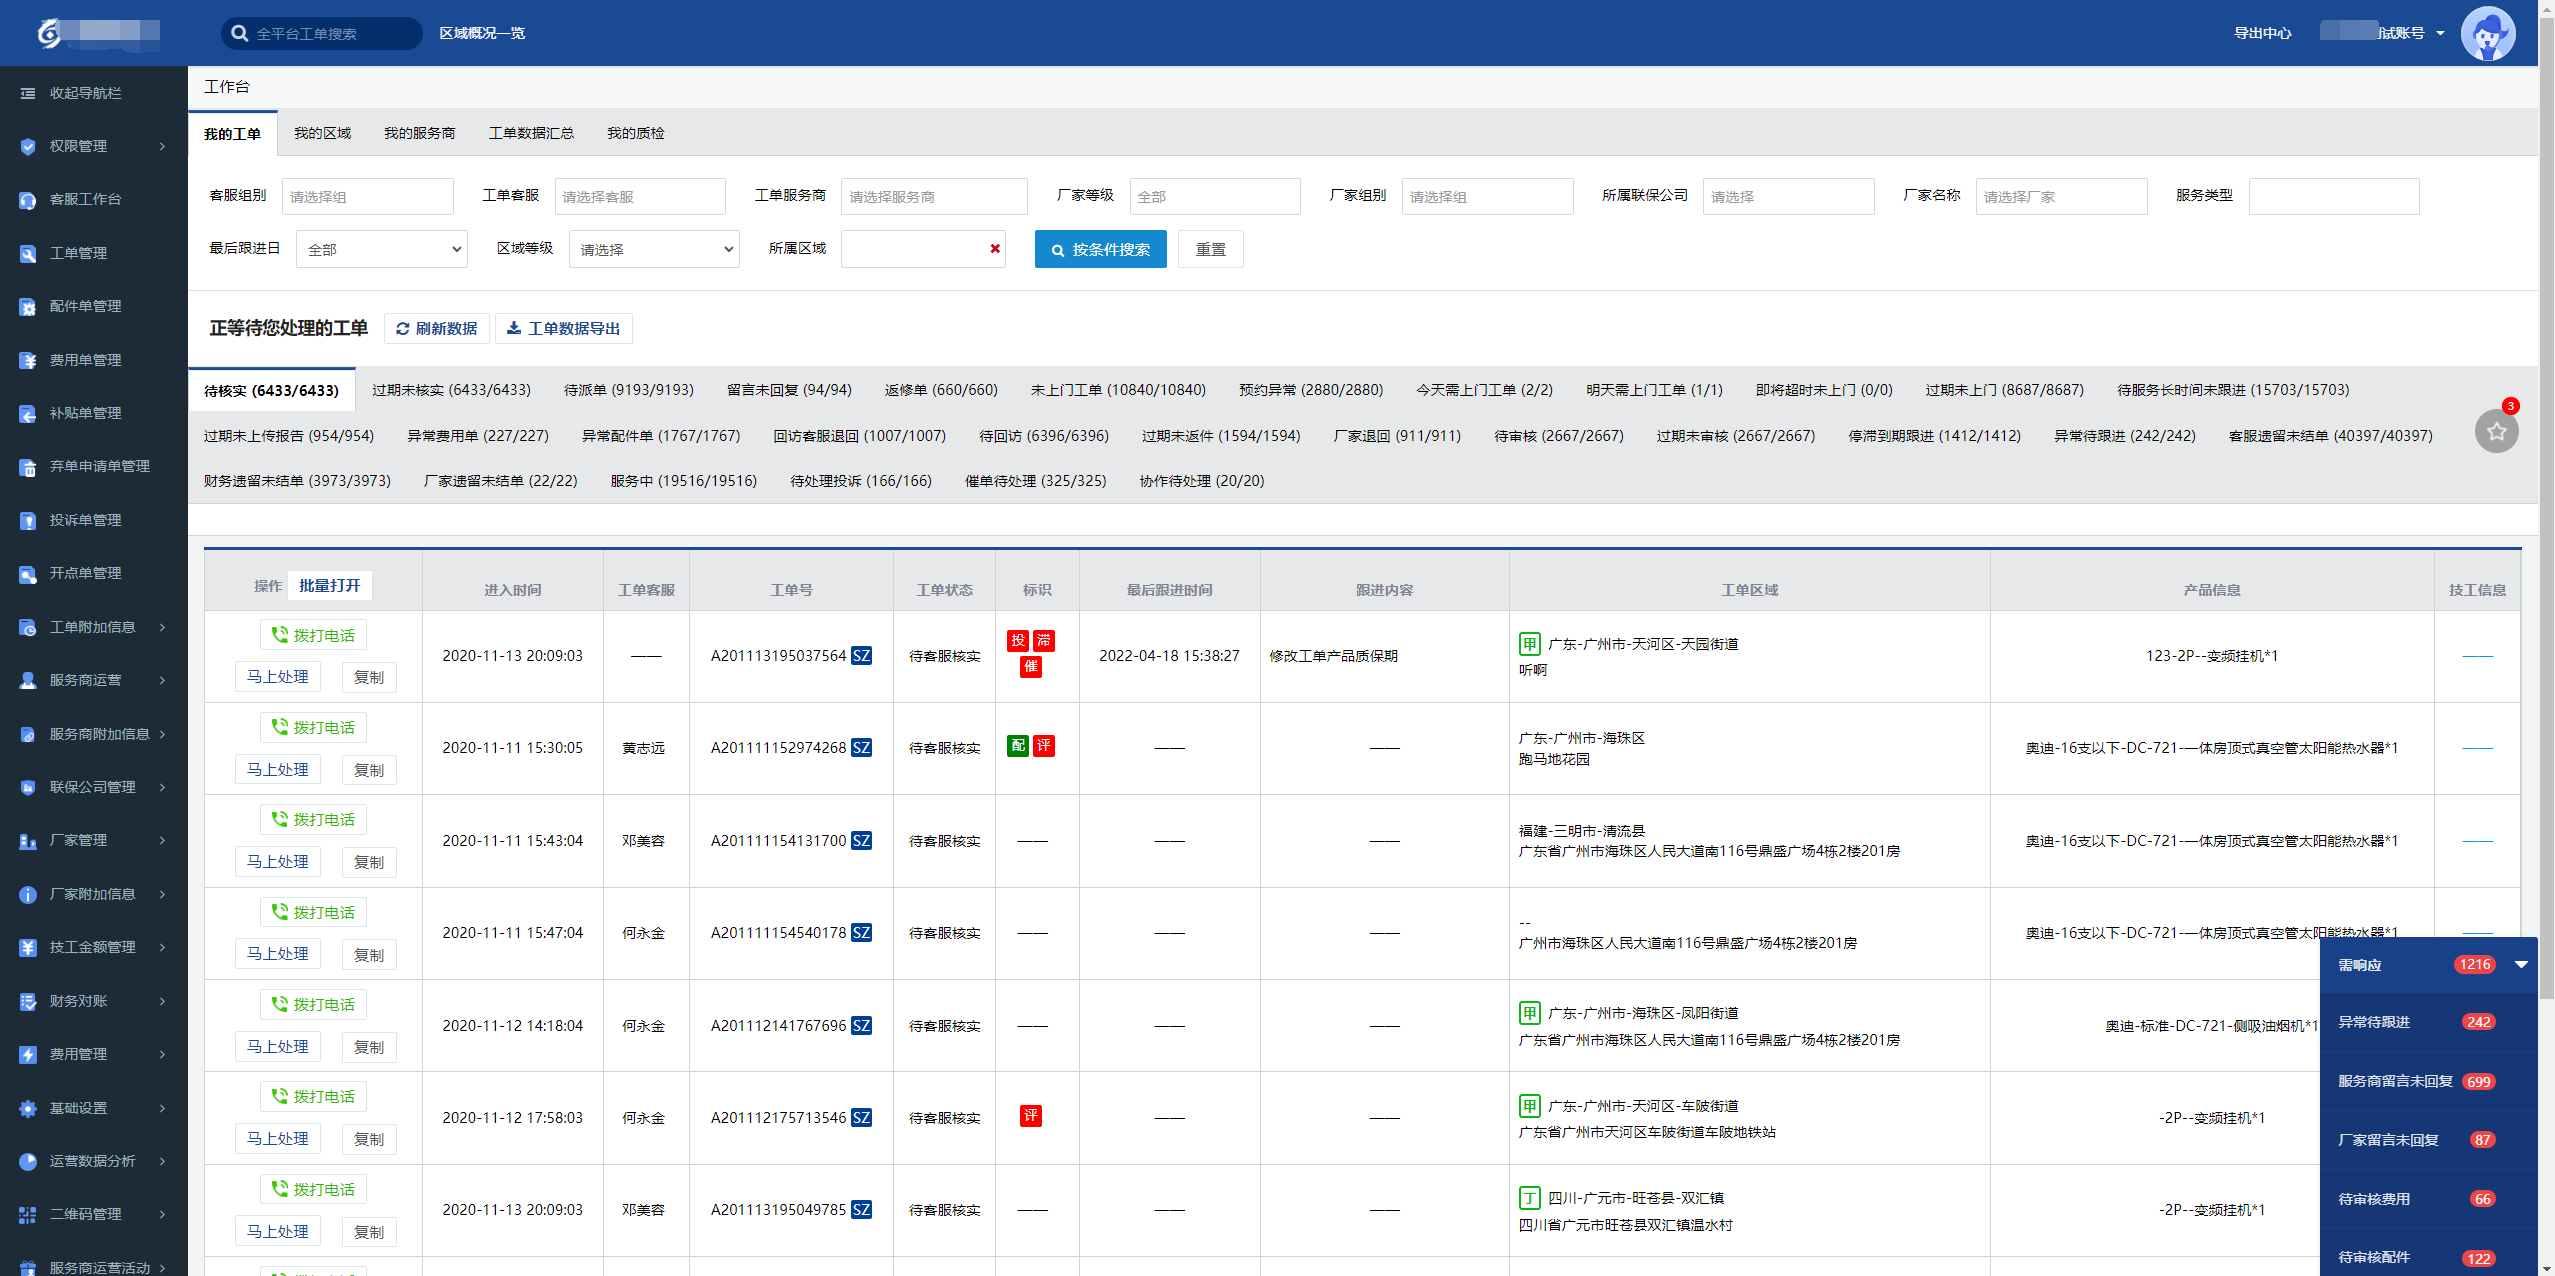 全平台工单搜索 区域概况一览 导出中心 试账号
收起导航栏
权限管理
客服工作台
工单管理
配件单管理
费用单管理
补贴单管理
弃单申请单管理
投诉单管理
开点单管理
工单附加信息
服务商运营
服务商附加信息
联保公司管理
厂家管理
厂家附加信息
技工金额管理
财务对账
费用管理
基础设置
运营数据分析
二维码管理
服务商运营活动
工作台
我的工单 我的区域 我的服务商 工单数据汇总 我的质检
客服组别 请选择组 工单客服 请选择客服 工单服务商 请选择服务商 厂家等级 全部 厂家组别 请选择组 所属联保公司 请选择 厂家名称 请选择厂家 服务类型
最后跟进日 全部 区域等级 请选择 所属区域 按条件搜索 重置
正等待您处理的工单 刷新数据 工单数据导出
待核实 (6433/6433) 过期未核实 (6433/6433) 待派单 (9193/9193) 留言未回复 (94/94) 返修单 (660/660) 未上门工单 (10840/10840) 预约异常 (2880/2880) 今天需上门工单 (2/2) 明天需上门工单 (1/1) 即将超时未上门 (0/0) 过期未上门 (8687/8687) 待服务长时间未跟进 (15703/15703)
3
过期未上传报告 (954/954) 异常费用单 (227/227) 异常配件单 (1767/1767) 回访客服退回 (1007/1007) 待回访 (6396/6396) 过期未返件 (1594/1594) 厂家退回 (911/911) 待审核 (2667/2667) 过期未审核 (2667/2667) 停滞到期跟进 (1412/1412) 异常待跟进 (242/242) 客服遗留未结单 (40397/40397)
财务遗留未结单 (3973/3973) 厂家遗留未结单 (22/22) 服务中 (19516/19516) 待处理投诉 (166/166) 催单待处理 (325/325) 协作待处理 (20/20)
操作 批量打开 进入时间 工单客服 工单号 工单状态 标识 最后跟进时间 跟进内容 工单区域 产品信息 技工信息
拨打电话
马上处理 复制
2020-11-13 20:09:03 —— A201113195037564 SZ 待客服核实 投 滞 催 2022-04-18 15:38:27 修改工单产品质保期
甲 广东-广州市-天河区-天园街道
听啊
123-2P--变频挂机*1 ——
拨打电话
马上处理 复制
2020-11-11 15:30:05 黄志远 A201111152974268 SZ 待客服核实 配 评 —— ——
广东-广州市-海珠区
跑马地花园
奥迪-16支以下-DC-721-一体房顶式真空管太阳能热水器*1 ——
拨打电话
马上处理 复制
2020-11-11 15:43:04 邓美容 A201111154131700 SZ 待客服核实 —— —— ——
福建-三明市-清流县
广东省广州市海珠区人民大道南116号鼎盛广场4栋2楼201房
奥迪-16支以下-DC-721-一体房顶式真空管太阳能热水器*1 ——
拨打电话
马上处理 复制
2020-11-11 15:47:04 何永金 A201111154540178 SZ 待客服核实 —— —— ——
--
广州市海珠区人民大道南116号鼎盛广场4栋2楼201房
奥迪-16支以下-DC-721-一体房顶式真空管太阳能热水器*1 ——
拨打电话
马上处理 复制
2020-11-12 14:18:04 何永金 A201112141767696 SZ 待客服核实 —— —— ——
甲 广东-广州市-海珠区-凤阳街道
广东省广州市海珠区人民大道南116号鼎盛广场4栋2楼201房
奥迪-标准-DC-721-侧吸油烟机*1
拨打电话
马上处理 复制
2020-11-12 17:58:03 何永金 A201112175713546 SZ 待客服核实 评 —— ——
甲 广东-广州市-天河区-车陂街道
广东省广州市天河区车陂街道车陂地铁站
-2P--变频挂机*1
拨打电话
马上处理 复制
2020-11-13 20:09:03 邓美容 A201113195049785 SZ 待客服核实 —— —— ——
丁 四川-广元市-旺苍县-双汇镇
四川省广元市旺苍县双汇镇温水村
-2P--变频挂机*1
需响应 1216
异常待跟进 242
服务商留言未回复 699
厂家留言未回复 87
待审核费用 66
待审核配件 122